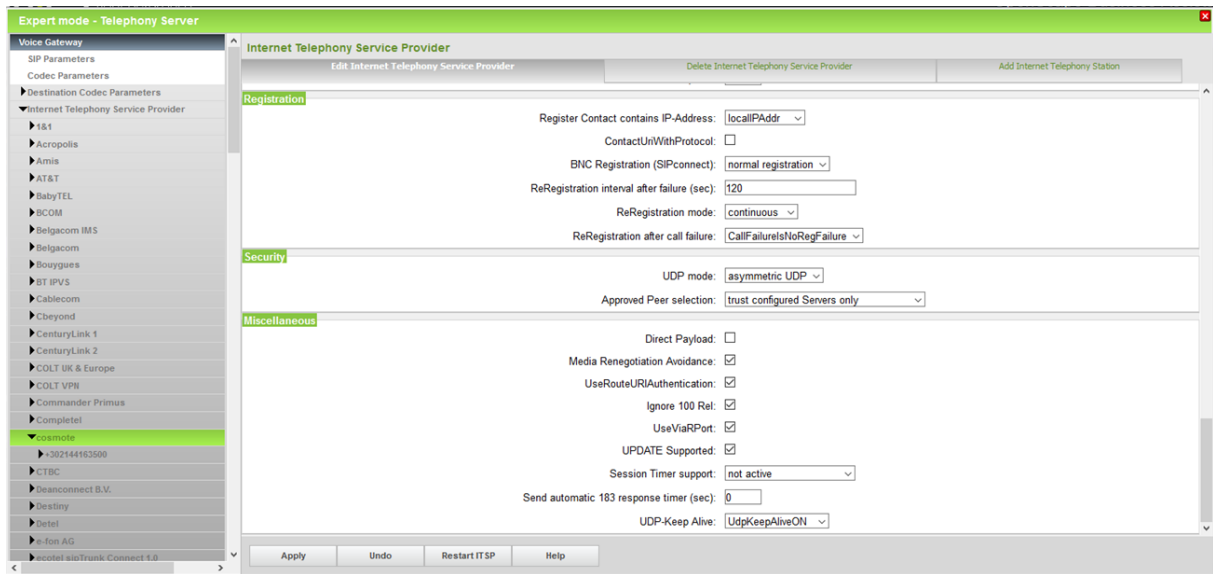 Expert mode - Telephony Server
Voice Gateway
SIP Parameters
Codec Parameters
Destination Codec Parameters
Internet Telephony Service Provider
1&1
Acropolis
Amis
AT&T
BabyTEL
BCOM
Belgacom IMS
Belgacom
Bouygues
BT IPVS
Cablecom
Cbeyond
CenturyLink 1
CenturyLink 2
COLT UK & Europe
COLT VPN
Commander Primus
Completel
cosmote
+302144163500
CTBC
Deanconnect B.V.
Destiny
Detel
e-fon AG
ecotel sipTrunk Connect 1.0
Internet Telephony Service Provider
Edit Internet Telephony Service Provider
Delete Internet Telephony Service Provider
Add Internet Telephony Station
Registration
Register Contact contains IP-Address: localIPAddr
ContactUriWithProtocol:
BNC Registration (SIPconnect): normal registration
ReRegistration interval after failure (sec): 120
ReRegistration mode: continuous
ReRegistration after call failure: CallFailureIsNoRegFailure
Security
UDP mode: asymmetric UDP
Approved Peer selection: trust configured Servers only
Miscellaneous
Direct Payload:
Media Renegotiation Avoidance:
UseRouteURIAuthentication:
Ignore 100 Rel:
UseViaRPort:
UPDATE Supported:
Session Timer support: not active
Send automatic 183 response timer (sec): 0
UDP-Keep Alive: UdpKeepAliveON
Apply
Undo
Restart ITSP
Help